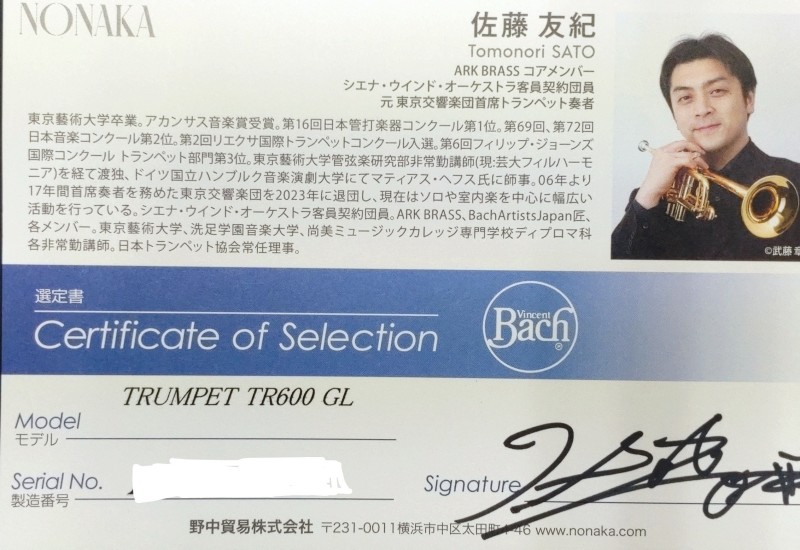 NONAKA
佐藤 友紀
Tomonori SATO
ARK BRASS コアメンバー
シエナ・ウインド・オーケストラ客員契約団員
元 東京交響楽団首席トランペット奏者
東京藝術大学卒業。アカンサス音楽賞受賞。第16回日本管打楽器コンクール第1位。第69回、第72回
日本音楽コンクール第2位。第2回リエクサ国際トランペットコンクール入選。第6回フィリップ・ジョーンズ
国際コンクール トランペット部門第3位。東京藝術大学管弦楽研究部非常勤講師(現:芸大フィルハーモ
ニア)を経て渡独、ドイツ国立ハンブルク音楽演劇大学にてマティアス・ヘフス氏に師事。06年より
17年間首席奏者を務めた東京交響楽団を2023年に退団し、現在はソロや室内楽を中心に幅広い
活動を行っている。シエナ・ウインド・オーケストラ客員契約団員。ARK BRASS、BachArtistsJapan匠、
各メンバー。東京藝術大学、洗足学園音楽大学、尚美ミュージックカレッジ専門学校ディプロマ科
各非常勤講師。日本トランペット協会常任理事。
©武藤 章
選定書
Certificate of Selection
Vincent
Bach
TRUMPET TR600 GL
Model
モデル
Serial No.
製造番号
Signature
野中貿易株式会社 〒231-0011横浜市中区太田町4-46 www.nonaka.com